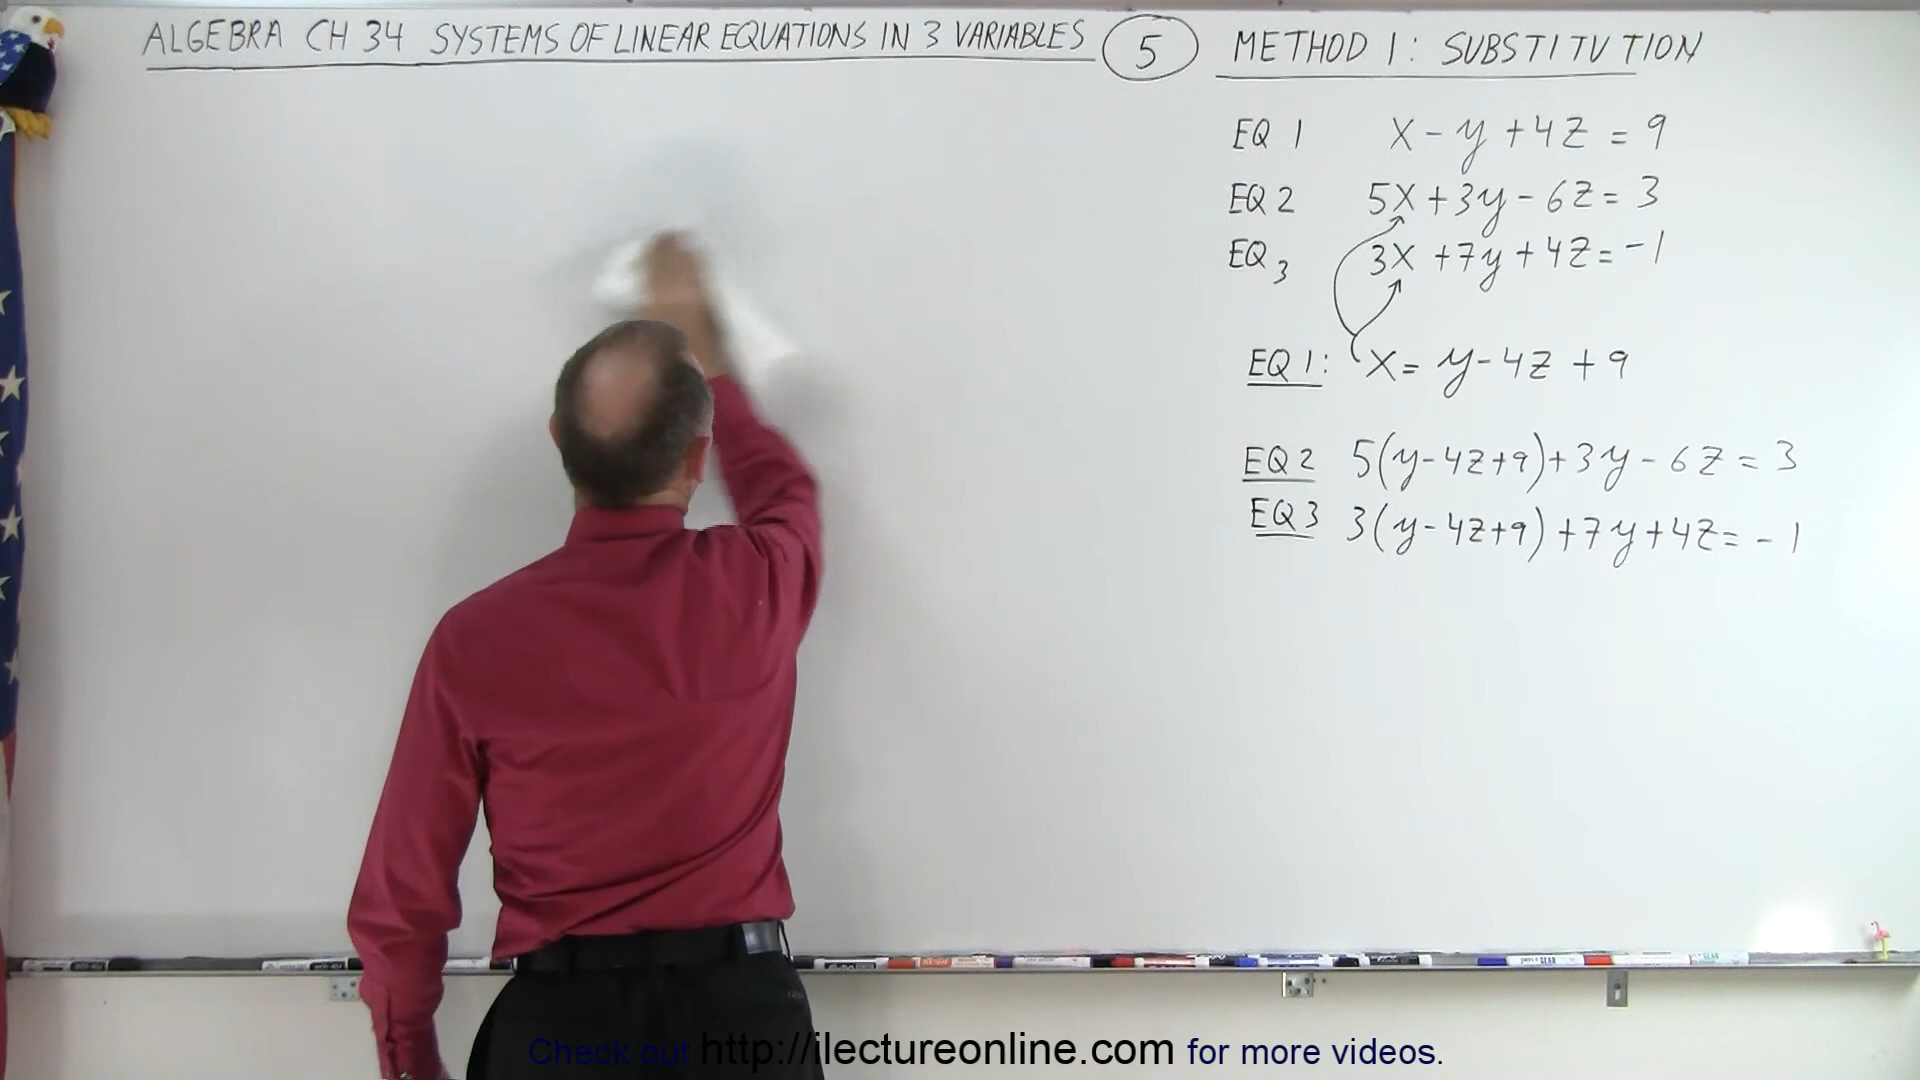 ALGEBRA CH 34 SYSTEMS OF LINEAR EQUATIONS IN 3 VARIABLES 5 METHOD 1: SUBSTITUTION
EQ 1 x - y + 4z = 9
EQ 2 5x + 3y - 6z = 3
EQ 3 3x + 7y + 4z = -1
EQ 1: x = y - 4z + 9
EQ 2 5(y - 4z + 9) + 3y - 6z = 3
EQ 3 3(y - 4z + 9) + 7y + 4z = -1
Check out http://ilectureonline.com for more videos.